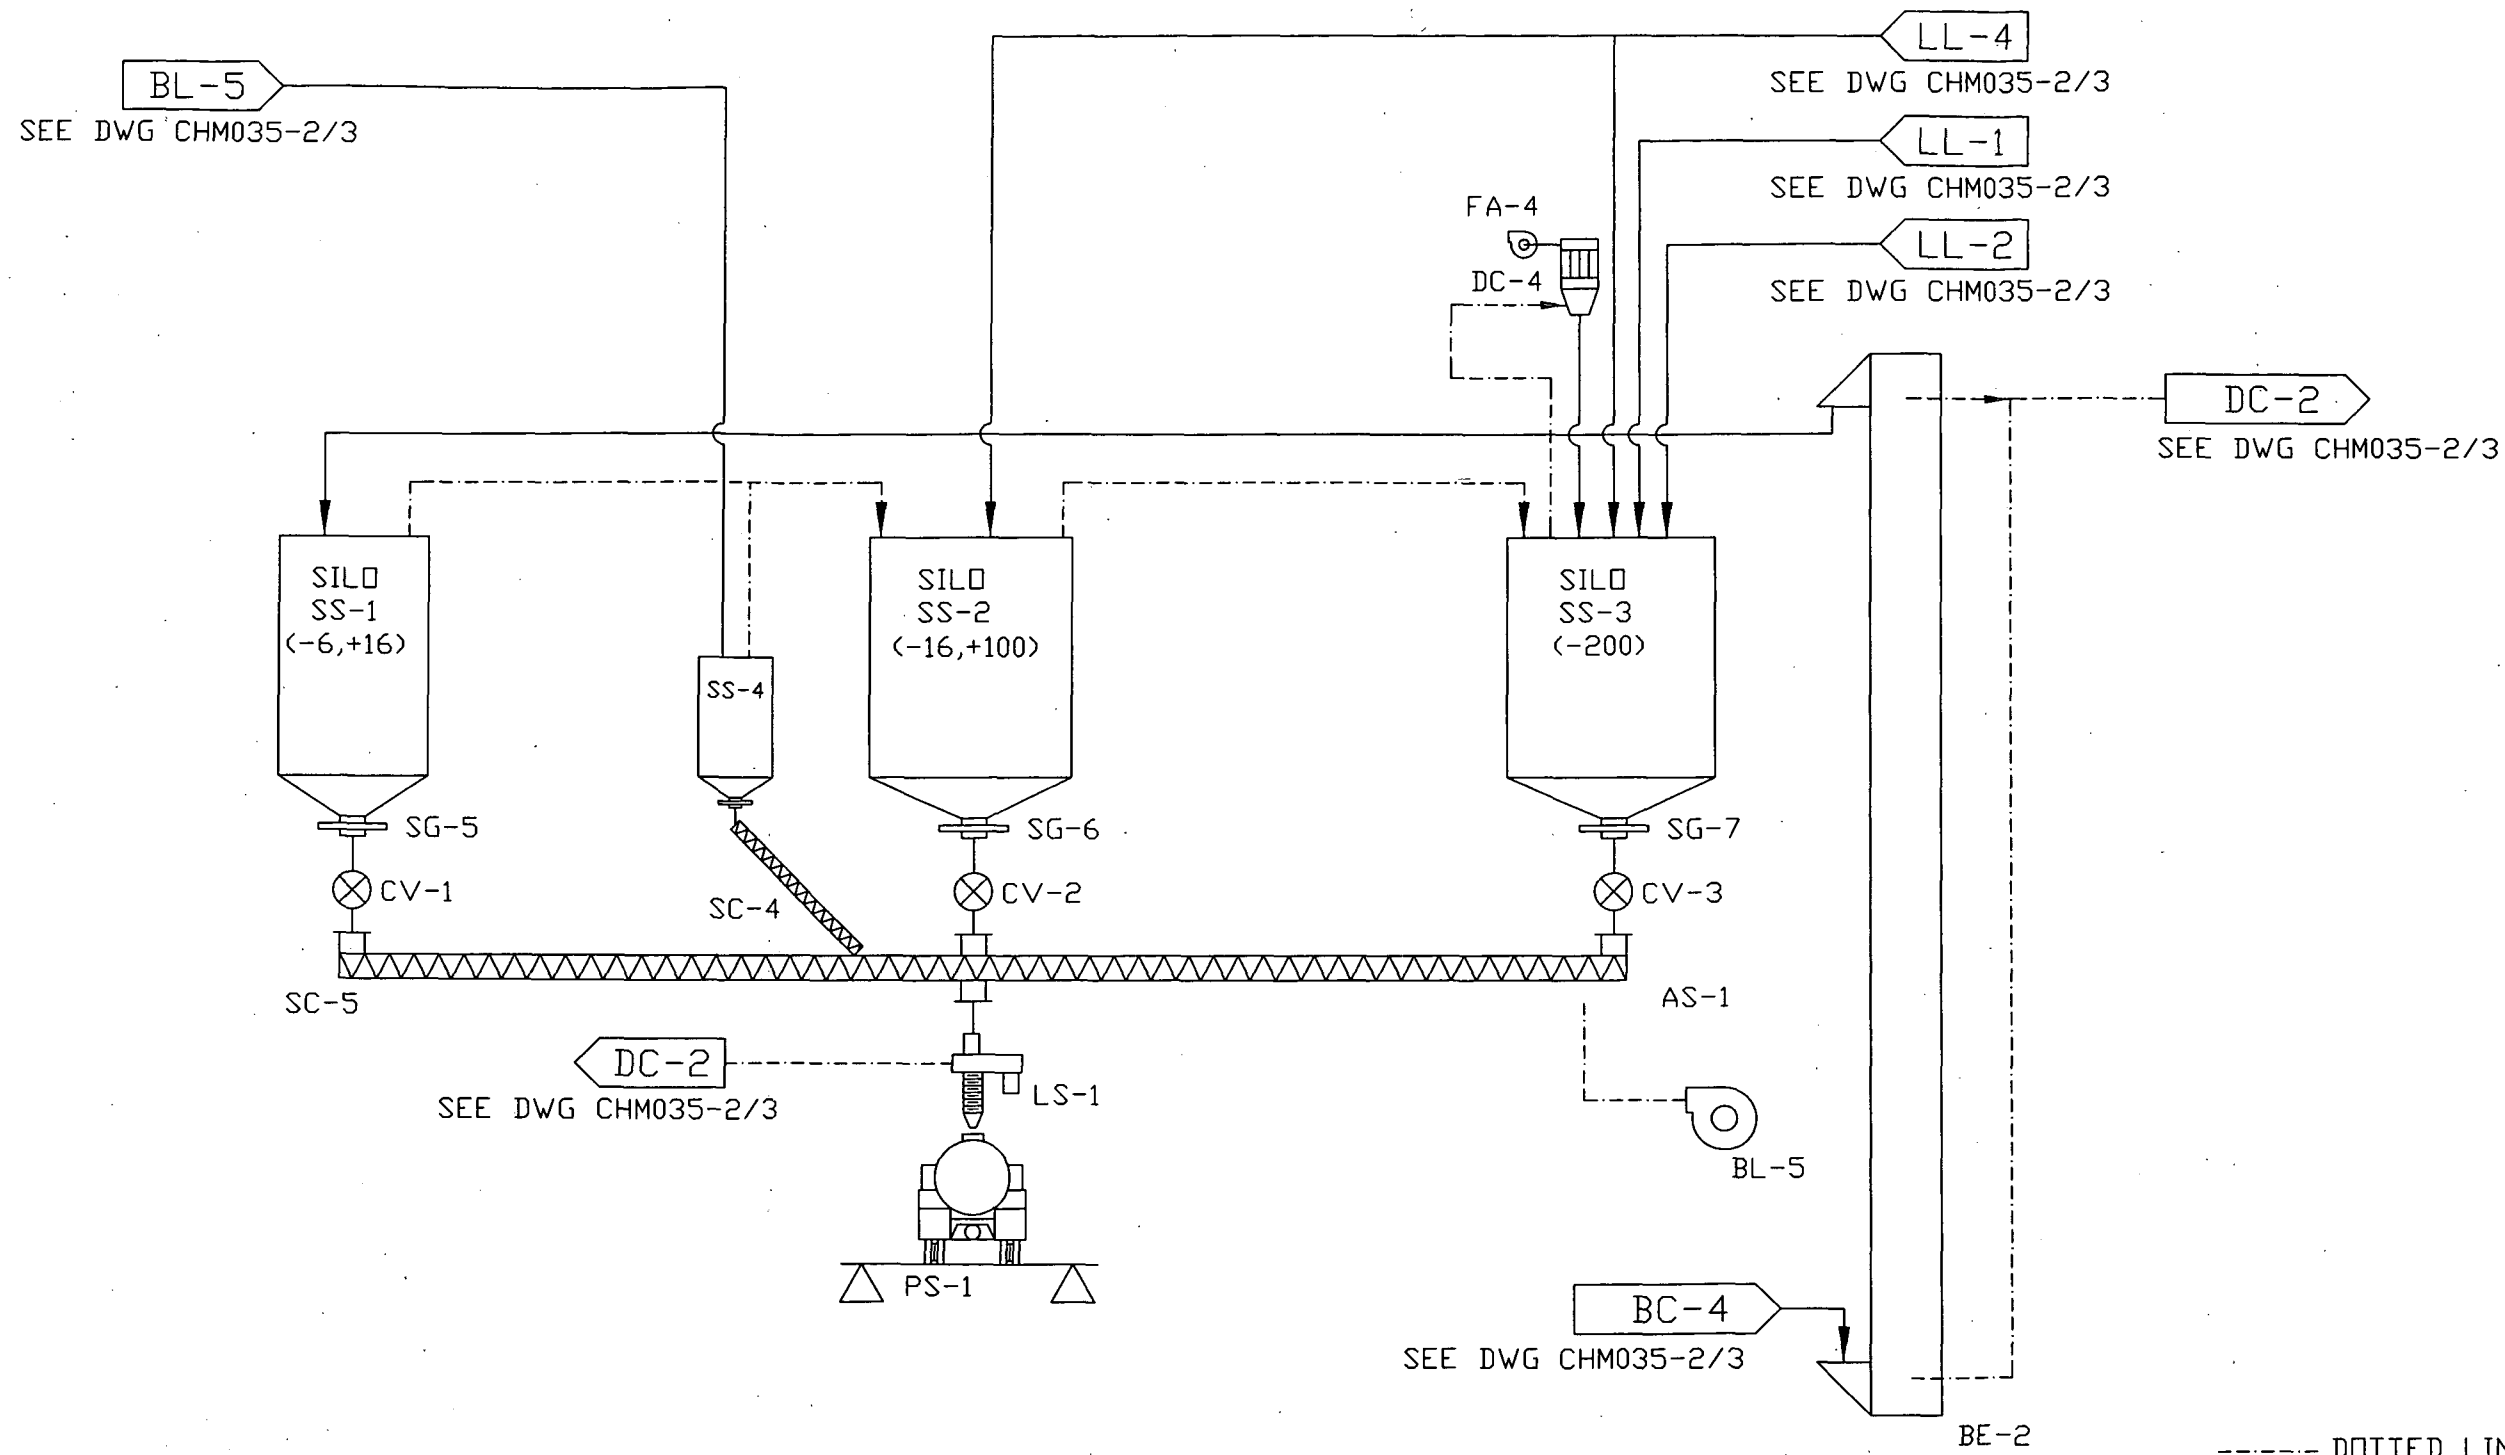 LL-4
SEE DWG CHM035-2/3
BL-5
SEE DWG CHM035-2/3
LL-1
SEE DWG CHM035-2/3
FA-4
LL-2
SEE DWG CHM035-2/3
DC-4
DC-2
SEE DWG CHM035-2/3
SILO
SS-1
(-6,+16)
SILO
SS-2
(-16,+100)
SILO
SS-3
(-200)
SS-4
SG-5
SG-6
SG-7
CV-1
SC-4
CV-2
CV-3
SC-5
AS-1
DC-2
SEE DWG CHM035-2/3
LS-1
BL-5
PS-1
BC-4
SEE DWG CHM035-2/3
BE-2
DOTTED